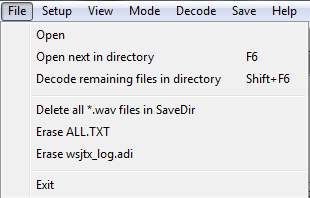 File Setup View Mode Decode Save Help
Open
Open next in directory F6
Decode remaining files in directory Shift+F6
Delete all *.wav files in SaveDir
Erase ALL.TXT
Erase wsjtx_log.adi
Exit